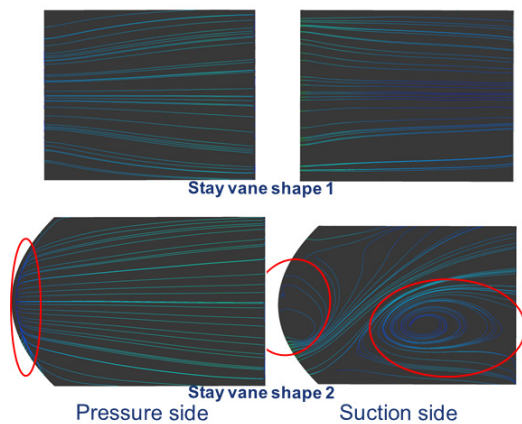 Stay vane shape 1
Stay vane shape 2
Pressure side
Suction side